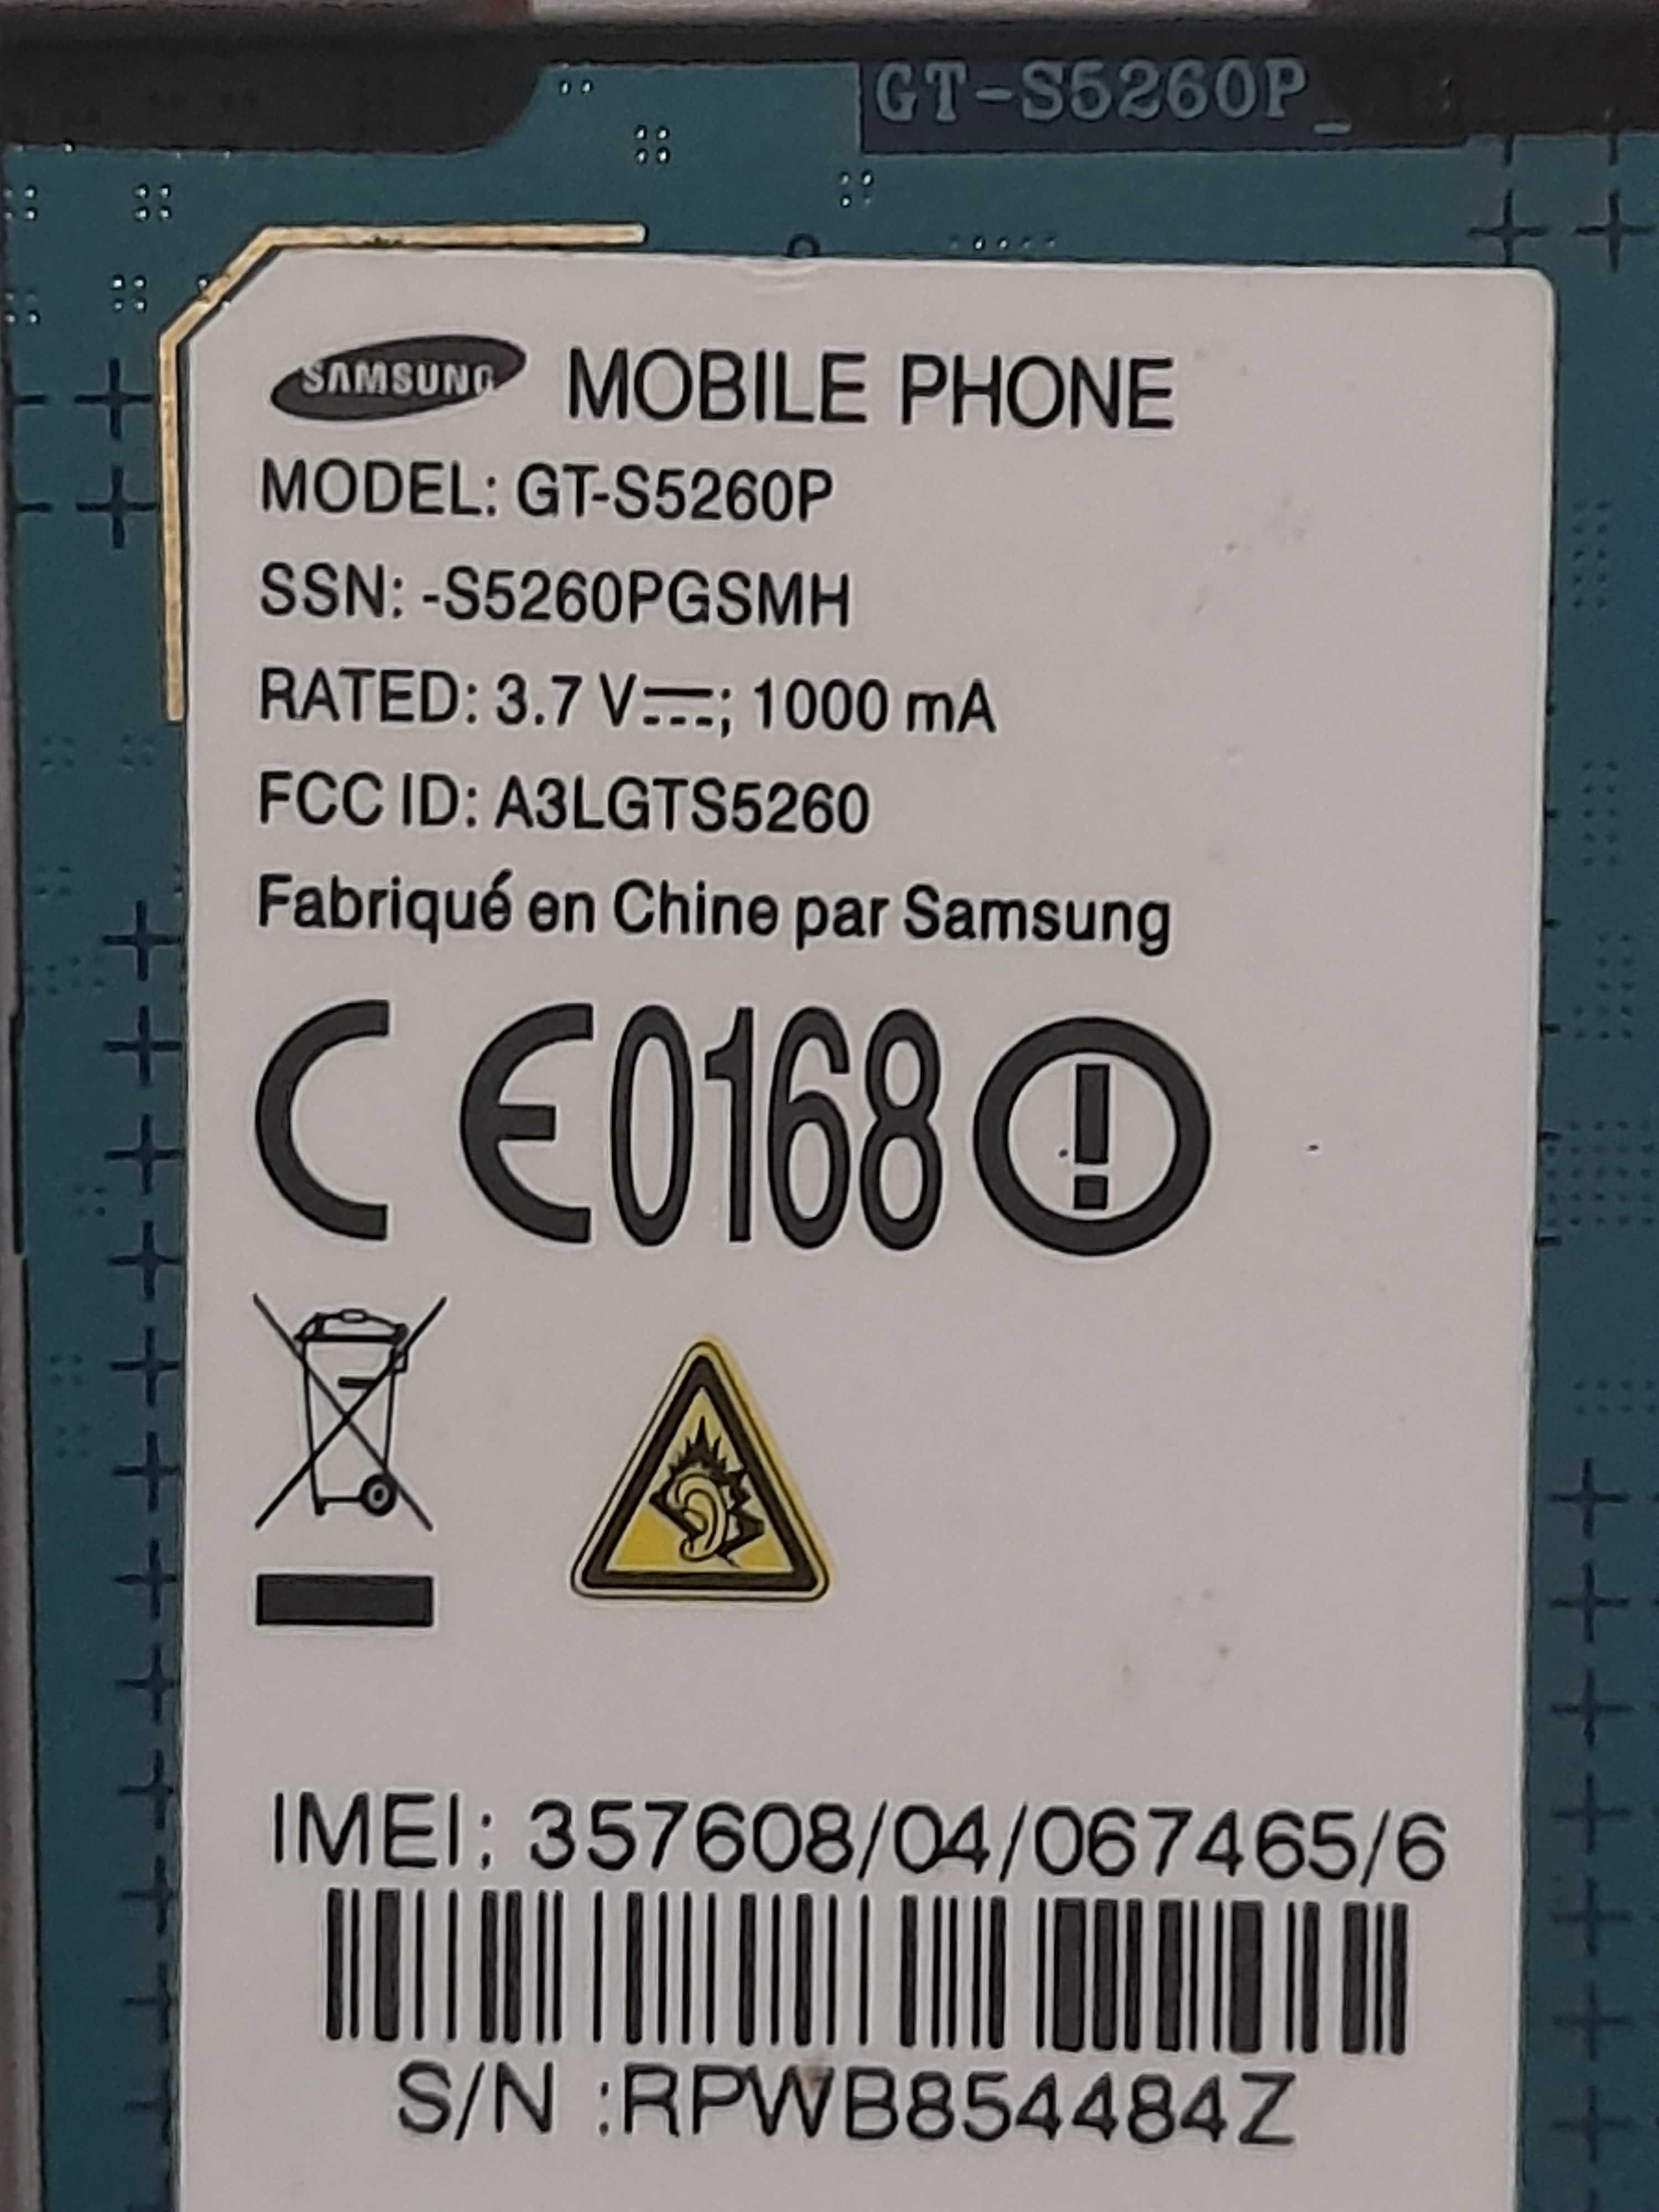 GT-S5260P_
SAMSUNG MOBILE PHONE
MODEL: GT-S5260P
SSN: -S5260PGSMH
RATED: 3.7 V⎓; 1000 mA
FCC ID: A3LGTS5260
Fabriqué en Chine par Samsung
CE0168
IMEI: 357608/04/067465/6
S/N :RPWB854484Z